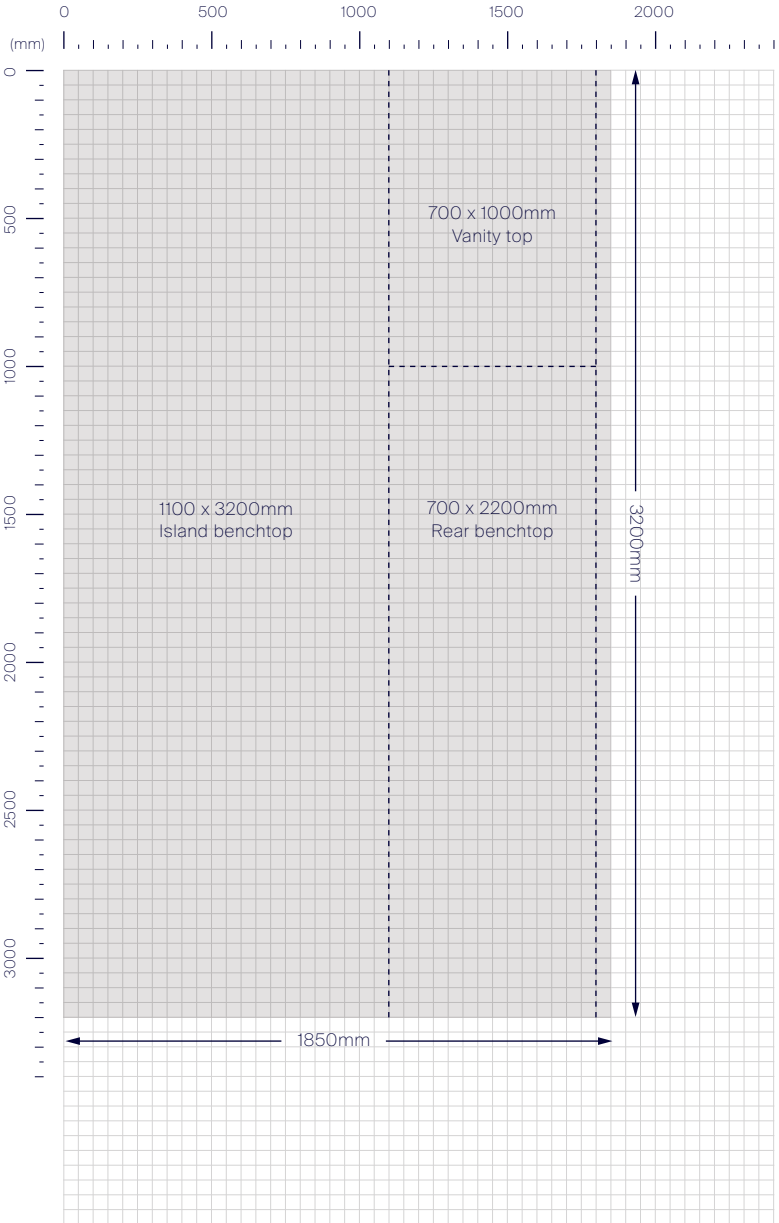 0 500 1000 1500 2000
(mm)
0
500
700 x 1000mm
Vanity top
1000
1500
1100 x 3200mm
Island benchtop
700 x 2200mm
Rear benchtop
3200mm
2000
2500
3000
1850mm